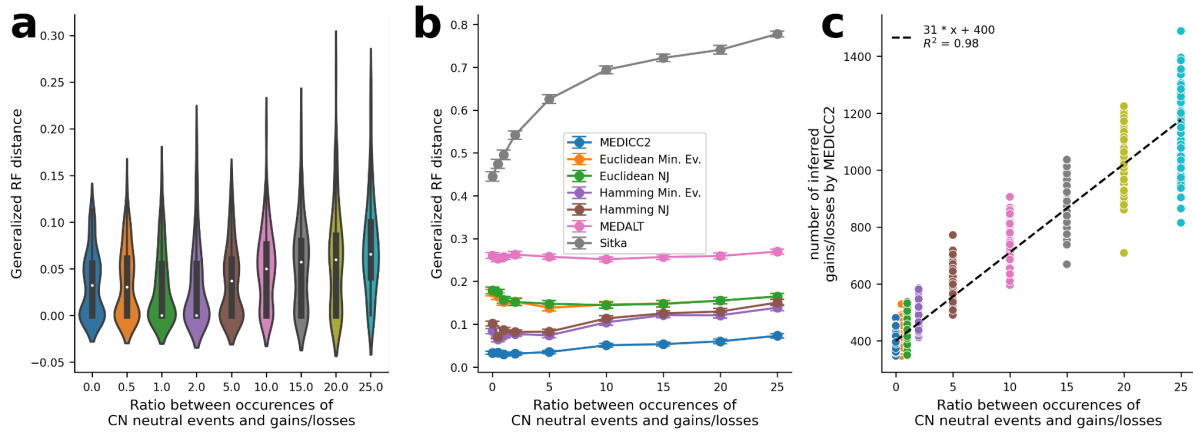 a
Generalized RF distance
0.30
0.25
0.20
0.15
0.10
0.05
0.00
−0.05
0.0 0.5 1.0 2.0 5.0 10.0 15.0 20.0 25.0
Ratio between occurences of
CN neutral events and gains/losses
b
Generalized RF distance
0.8
0.7
0.6
0.5
0.4
0.3
0.2
0.1
0.0
MEDICC2
Euclidean Min. Ev.
Euclidean NJ
Hamming Min. Ev.
Hamming NJ
MEDALT
Sitka
0 5 10 15 20 25
Ratio between occurences of
CN neutral events and gains/losses
c
number of inferred
gains/losses by MEDICC2
31 * x + 400
R² = 0.98
1400
1200
1000
800
600
400
0 5 10 15 20 25
Ratio between occurences of
CN neutral events and gains/losses